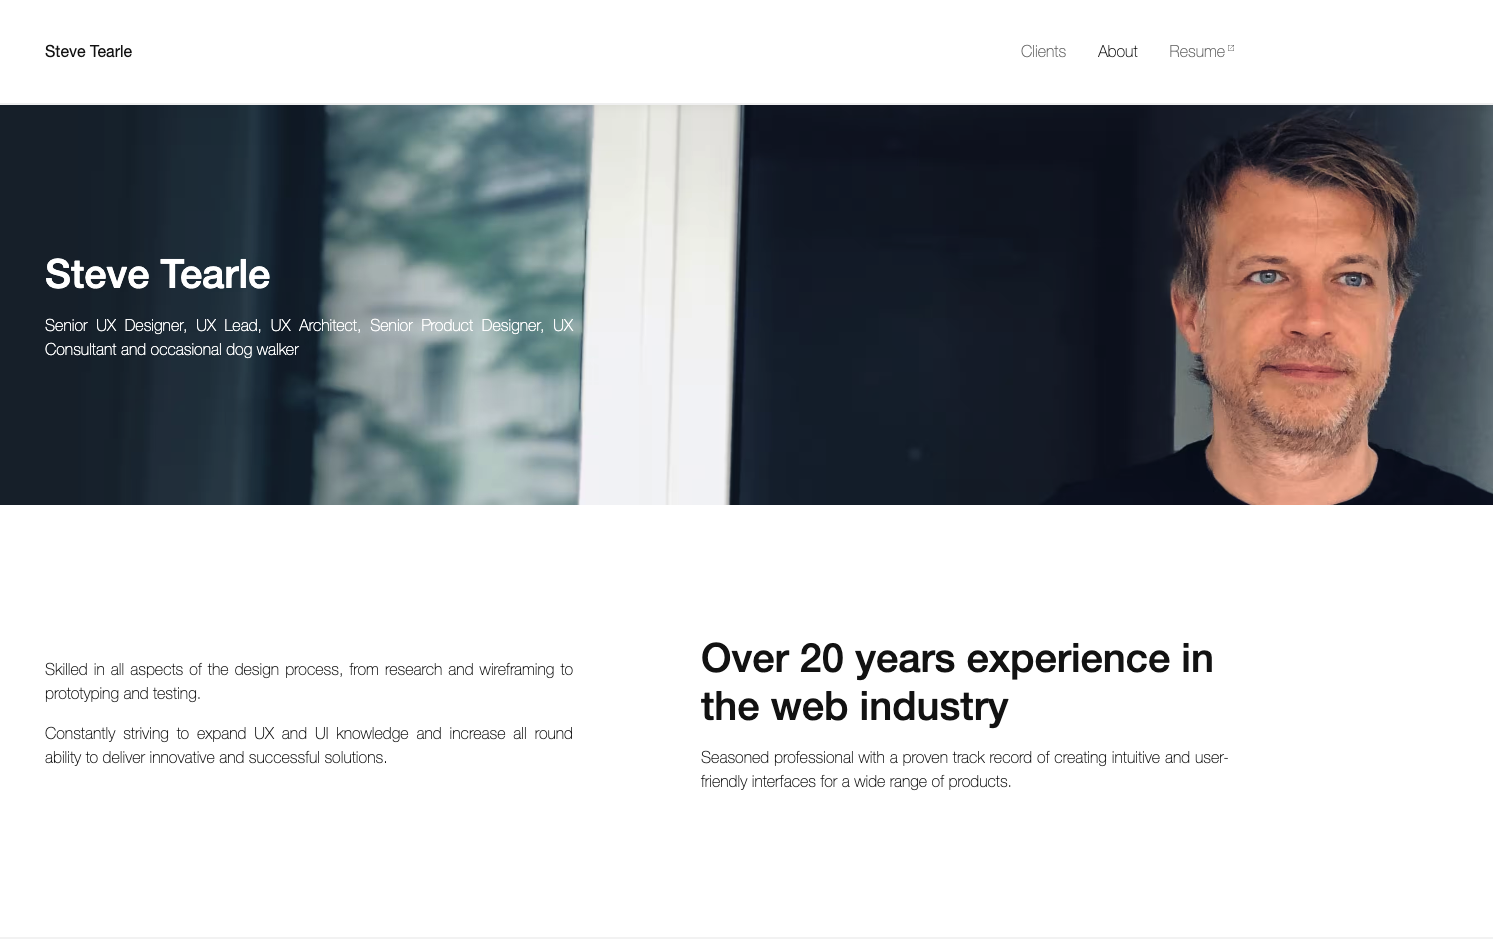 Steve Tearle
Clients About Resume
Steve Tearle
Senior UX Designer, UX Lead, UX Architect, Senior Product Designer, UX
Consultant and occasional dog walker
Skilled in all aspects of the design process, from research and wireframing to
prototyping and testing.
Constantly striving to expand UX and UI knowledge and increase all round
ability to deliver innovative and successful solutions.
Over 20 years experience in
the web industry
Seasoned professional with a proven track record of creating intuitive and user-
friendly interfaces for a wide range of products.